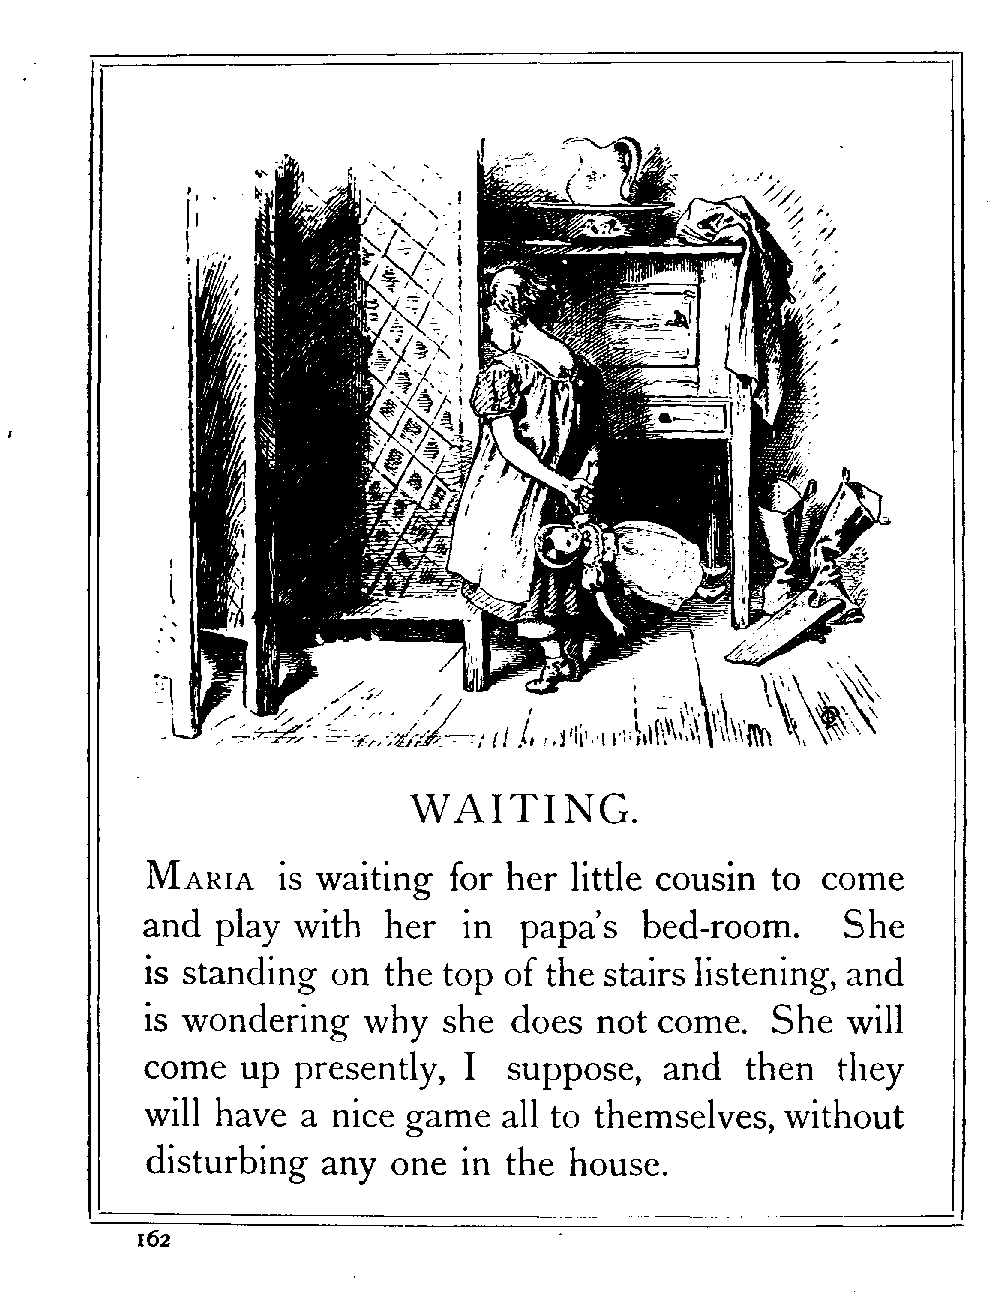 WAITING.
MARIA is waiting for her little cousin to come
and play with her in papa's bed-room. She
is standing on the top of the stairs listening, and
is wondering why she does not come. She will
come up presently, I suppose, and then they
will have a nice game all to themselves, without
disturbing any one in the house.
162